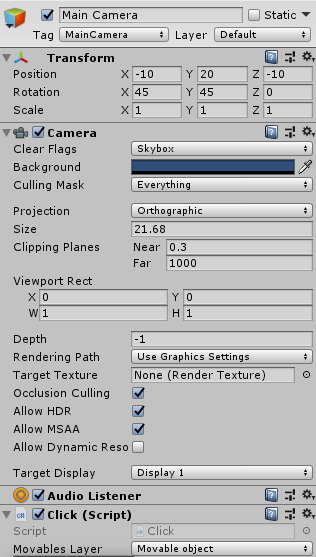 Main Camera Static
Tag MainCamera Layer Default
Transform
Position X -10 Y 20 Z -10
Rotation X 45 Y 45 Z 0
Scale X 1 Y 1 Z 1
Camera
Clear Flags Skybox
Background
Culling Mask Everything
Projection Orthographic
Size 21.68
Clipping Planes Near 0.3
Far 1000
Viewport Rect
X 0 Y 0
W 1 H 1
Depth -1
Rendering Path Use Graphics Settings
Target Texture None (Render Texture)
Occlusion Culling
Allow HDR
Allow MSAA
Allow Dynamic Reso
Target Display Display 1
Audio Listener
Click (Script)
Script Click
Movables Layer Movable object